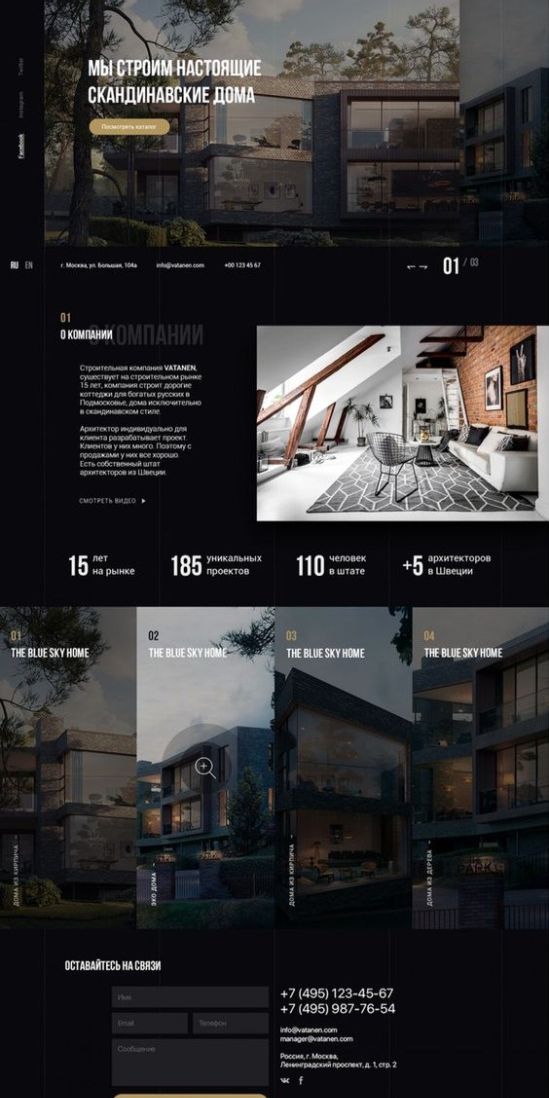 Twitter
Instagram
Facebook
МЫ СТРОИМ НАСТОЯЩИЕ
СКАНДИНАВСКИЕ ДОМА
Посмотреть каталог
RU EN
г. Москва, ул. Большая, 104а
info@vatanen.com
+00 123 45 67
01 / 03
01
О КОМПАНИИ
О КОМПАНИИ
Строительная компания VATANEN,
существует на строительном рынке
15 лет, компания строит дорогие
коттеджи для богатых русских в
Подмосковье, дома исключительно
в скандинавском стиле.
Архитектор индивидуально для
клиента разрабатывает проект.
Клиентов у них много. Поэтому с
продажами у них все хорошо.
Есть собственный штат
архитекторов из Швеции.
СМОТРЕТЬ ВИДЕО
15 лет
на рынке
185 уникальных
проектов
110 человек
в штате
+5 архитекторов
в Швеции
01
THE BLUE SKY HOME
ДОМА ИЗ КИРПИЧА
02
THE BLUE SKY HOME
ЭКО ДОМА
03
THE BLUE SKY HOME
ДОМА ИЗ КИРПИЧА
04
THE BLUE SKY HOME
ДОМА ИЗ ДЕРЕВА
ОСТАВАЙТЕСЬ НА СВЯЗИ
Имя
Email
Телефон
Сообщение
+7 (495) 123-45-67
+7 (495) 987-76-54
info@vatanen.com
manager@vatanen.com
Россия, г. Москва,
Ленинградский проспект, д. 1, стр. 2